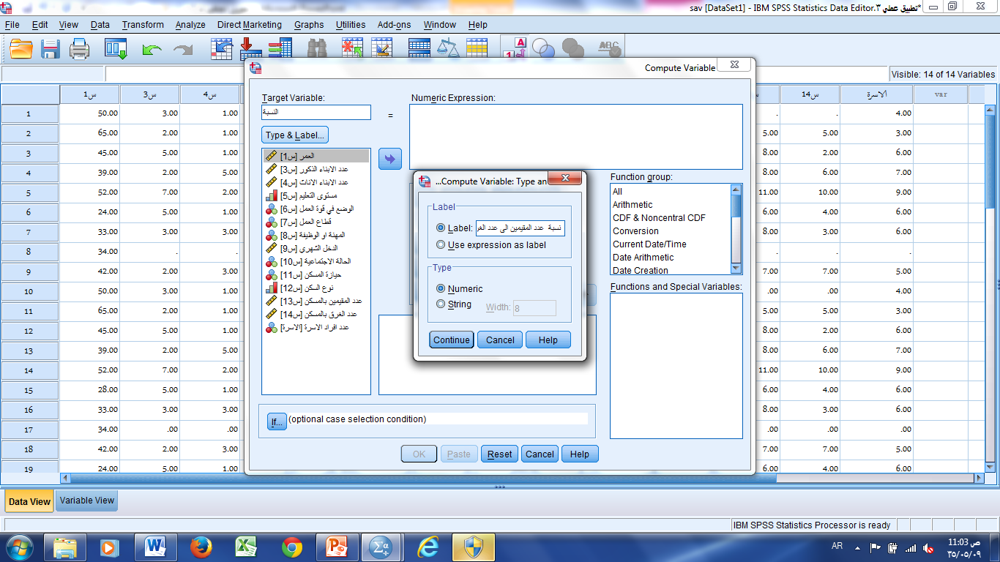 *تطبيق عملي ٣.sav [DataSet1] - IBM SPSS Statistics Data Editor
File Edit View Data Transform Analyze Direct Marketing Graphs Utilities Add-ons Window Help
Visible: 14 of 14 Variables
س1 س3 س4 س14 الاسرة var
1 50.00 3.00 1.00 . . 4.00
2 65.00 2.00 1.00 5.00 5.00 3.00
3 45.00 5.00 1.00 8.00 2.00 6.00
4 39.00 2.00 5.00 8.00 6.00 7.00
5 52.00 7.00 2.00 11.00 10.00 9.00
6 24.00 5.00 1.00 6.00 4.00 6.00
7 33.00 3.00 3.00 8.00 3.00 6.00
8 34.00 . . . . .
9 42.00 2.00 3.00 7.00 7.00 5.00
10 50.00 3.00 1.00 .00 .00 4.00
11 65.00 2.00 1.00 5.00 5.00 3.00
12 45.00 5.00 1.00 8.00 2.00 6.00
13 39.00 2.00 5.00 8.00 6.00 7.00
14 52.00 7.00 2.00 11.00 10.00 9.00
15 28.00 5.00 1.00 6.00 4.00 6.00
16 33.00 3.00 3.00 8.00 3.00 6.00
17 34.00 .00 .00 .00 .00 .00
18 42.00 2.00 3.00 7.00 7.00 5.00
19 24.00 5.00 1.00 6.00 4.00 6.00
Compute Variable
Target Variable:
النسبة
=
Numeric Expression:
Type & Label...
العمر [س1]
عدد الابناء الذكور [س3]
عدد الابناء الاناث [س4]
مستوى التعليم [س5]
الوضع في قوة العمل [س6]
قطاع العمل [س7]
المهنة او الوظيفة [س8]
الدخل الشهري [س9]
الحالة الاجتماعية [س10]
حيازة المسكن [س11]
نوع السكن [س12]
عدد المقيمين بالمسكن [س13]
عدد الغرق بالمسكن [س14]
عدد افراد الاسرة [الاسرة]
Function group:
All
Arithmetic
CDF & Noncentral CDF
Conversion
Current Date/Time
Date Arithmetic
Date Creation
Functions and Special Variables:
If... (optional case selection condition)
OK Paste Reset Cancel Help
...Compute Variable: Type an
Label
Label: نسبة عدد المقيمين الى عدد الغر
Use expression as label
Type
Numeric
String Width: 8
Continue Cancel Help
Data View Variable View
IBM SPSS Statistics Processor is ready
AR
11:03 ص
٣٥/٠٥/٠٩